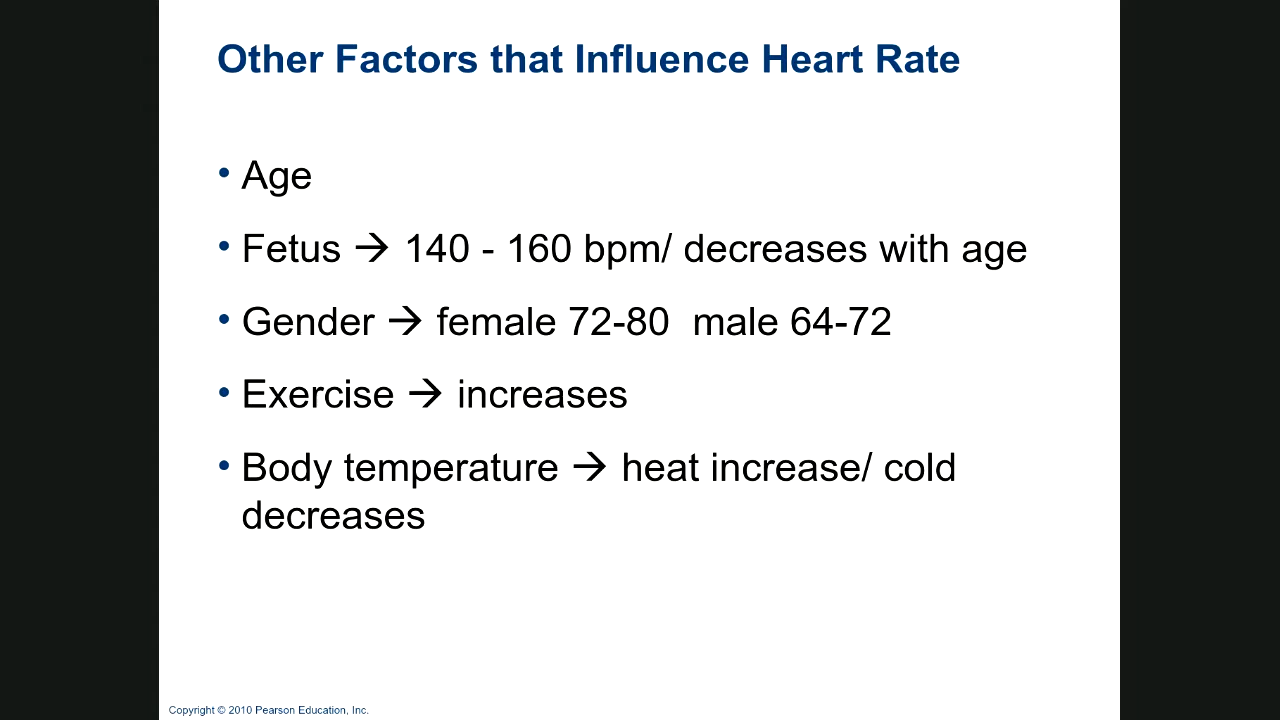 Other Factors that Influence Heart Rate
• Age
• Fetus → 140 - 160 bpm/ decreases with age
• Gender → female 72-80  male 64-72
• Exercise → increases
• Body temperature → heat increase/ cold
decreases
Copyright © 2010 Pearson Education, Inc.